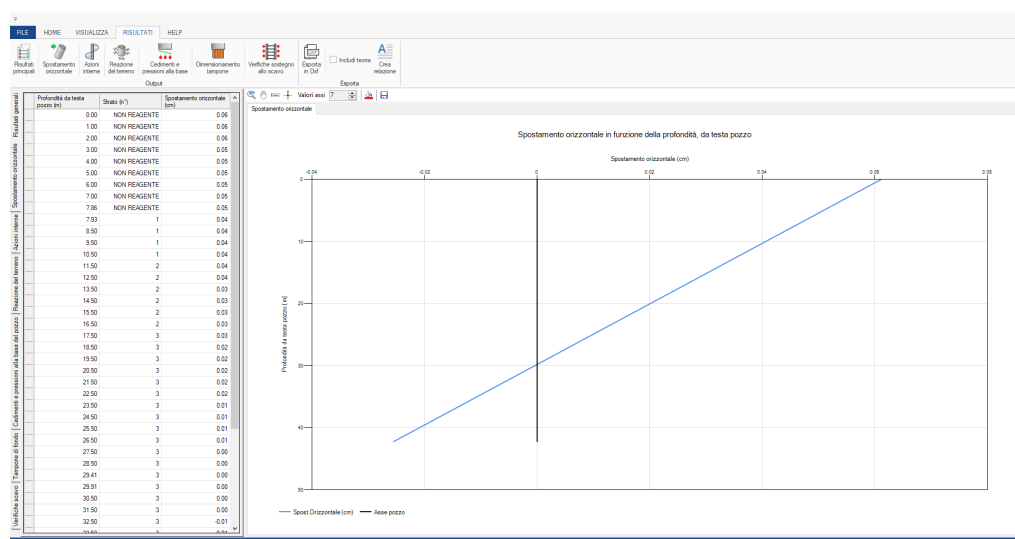 FILE HOME VISUALIZZA RISULTATI HELP
Risultati principali
Spostamento orizzontale
Azioni interne
Reazione del terreno
Cedimenti e pressioni alla base
Dimensionamento tampone
Verifiche sostegno allo scavo
Esporta in Dxf
Includi teoria
Crea relazione
Output
Esporta
Risultati generali
Spostamento orizzontale
Azioni interne
Reazione del terreno
Cedimenti e pressioni alla base del pozzo
Tampone di fondo
Verifiche scavo
Profondità da testa pozzo (m) Strato (n°) Spostamento orizzontale (cm)
0.00 NON REAGENTE 0.06
1.00 NON REAGENTE 0.06
2.00 NON REAGENTE 0.06
3.00 NON REAGENTE 0.05
4.00 NON REAGENTE 0.05
5.00 NON REAGENTE 0.05
6.00 NON REAGENTE 0.05
7.00 NON REAGENTE 0.05
7.86 NON REAGENTE 0.05
7.93 1 0.04
8.50 1 0.04
9.50 1 0.04
10.50 1 0.04
11.50 2 0.04
12.50 2 0.04
13.50 2 0.03
14.50 2 0.03
15.50 2 0.03
16.50 2 0.03
17.50 3 0.03
18.50 3 0.02
19.50 3 0.02
20.50 3 0.02
21.50 3 0.02
22.50 3 0.02
23.50 3 0.01
24.50 3 0.01
25.50 3 0.01
26.50 3 0.01
27.50 3 0.00
28.50 3 0.00
29.41 3 0.00
29.91 3 0.00
30.50 3 0.00
31.50 3 0.00
32.50 3 -0.01
Valori assi 7
Spostamento orizzontale
Spostamento orizzontale in funzione della profondità, da testa pozzo
Spostamento orizzontale (cm)
-0.04 -0.02 0 0.02 0.04 0.06 0.08
0
10
20
30
40
50
Profondità da testa pozzo [m]
Spost.Orizzontale (cm) Asse pozzo